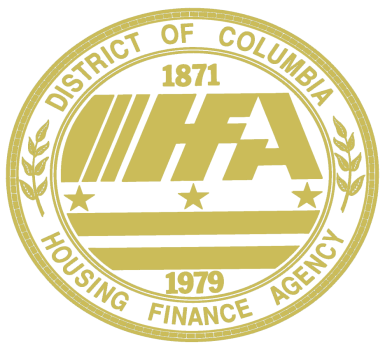 DISTRICT OF COLUMBIA
1871
HFA
1979
HOUSING FINANCE AGENCY